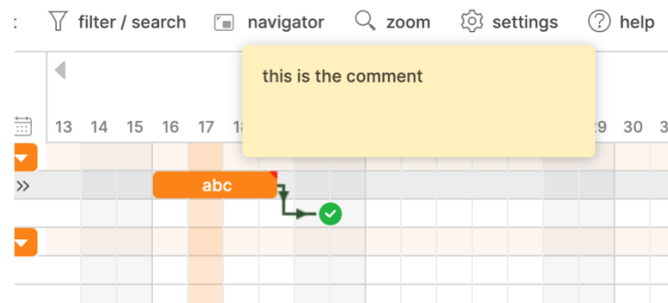 filter / search navigator zoom settings help
this is the comment
13 14 15 16 17 29 30
abc